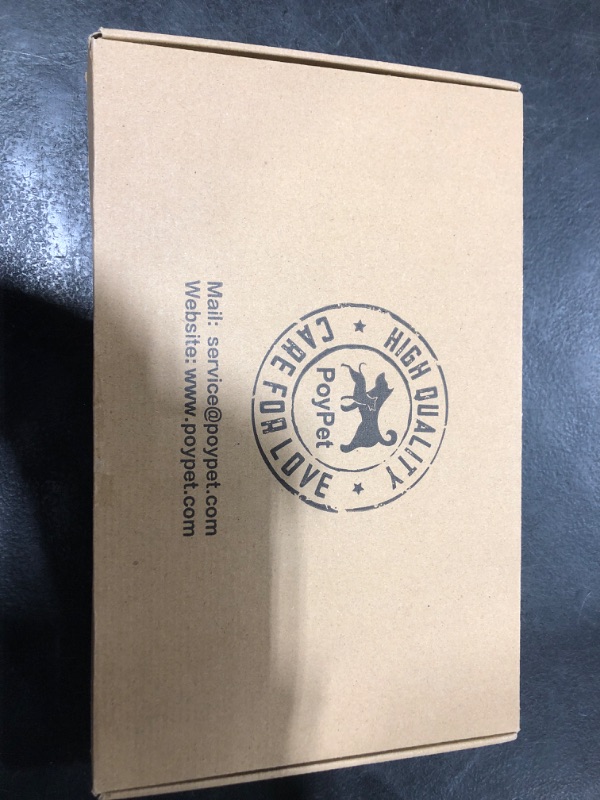 HIGH QUALITY
PoyPet
CARE FOR LOVE
Mail: service@poypet.com
Website: www.poypet.com